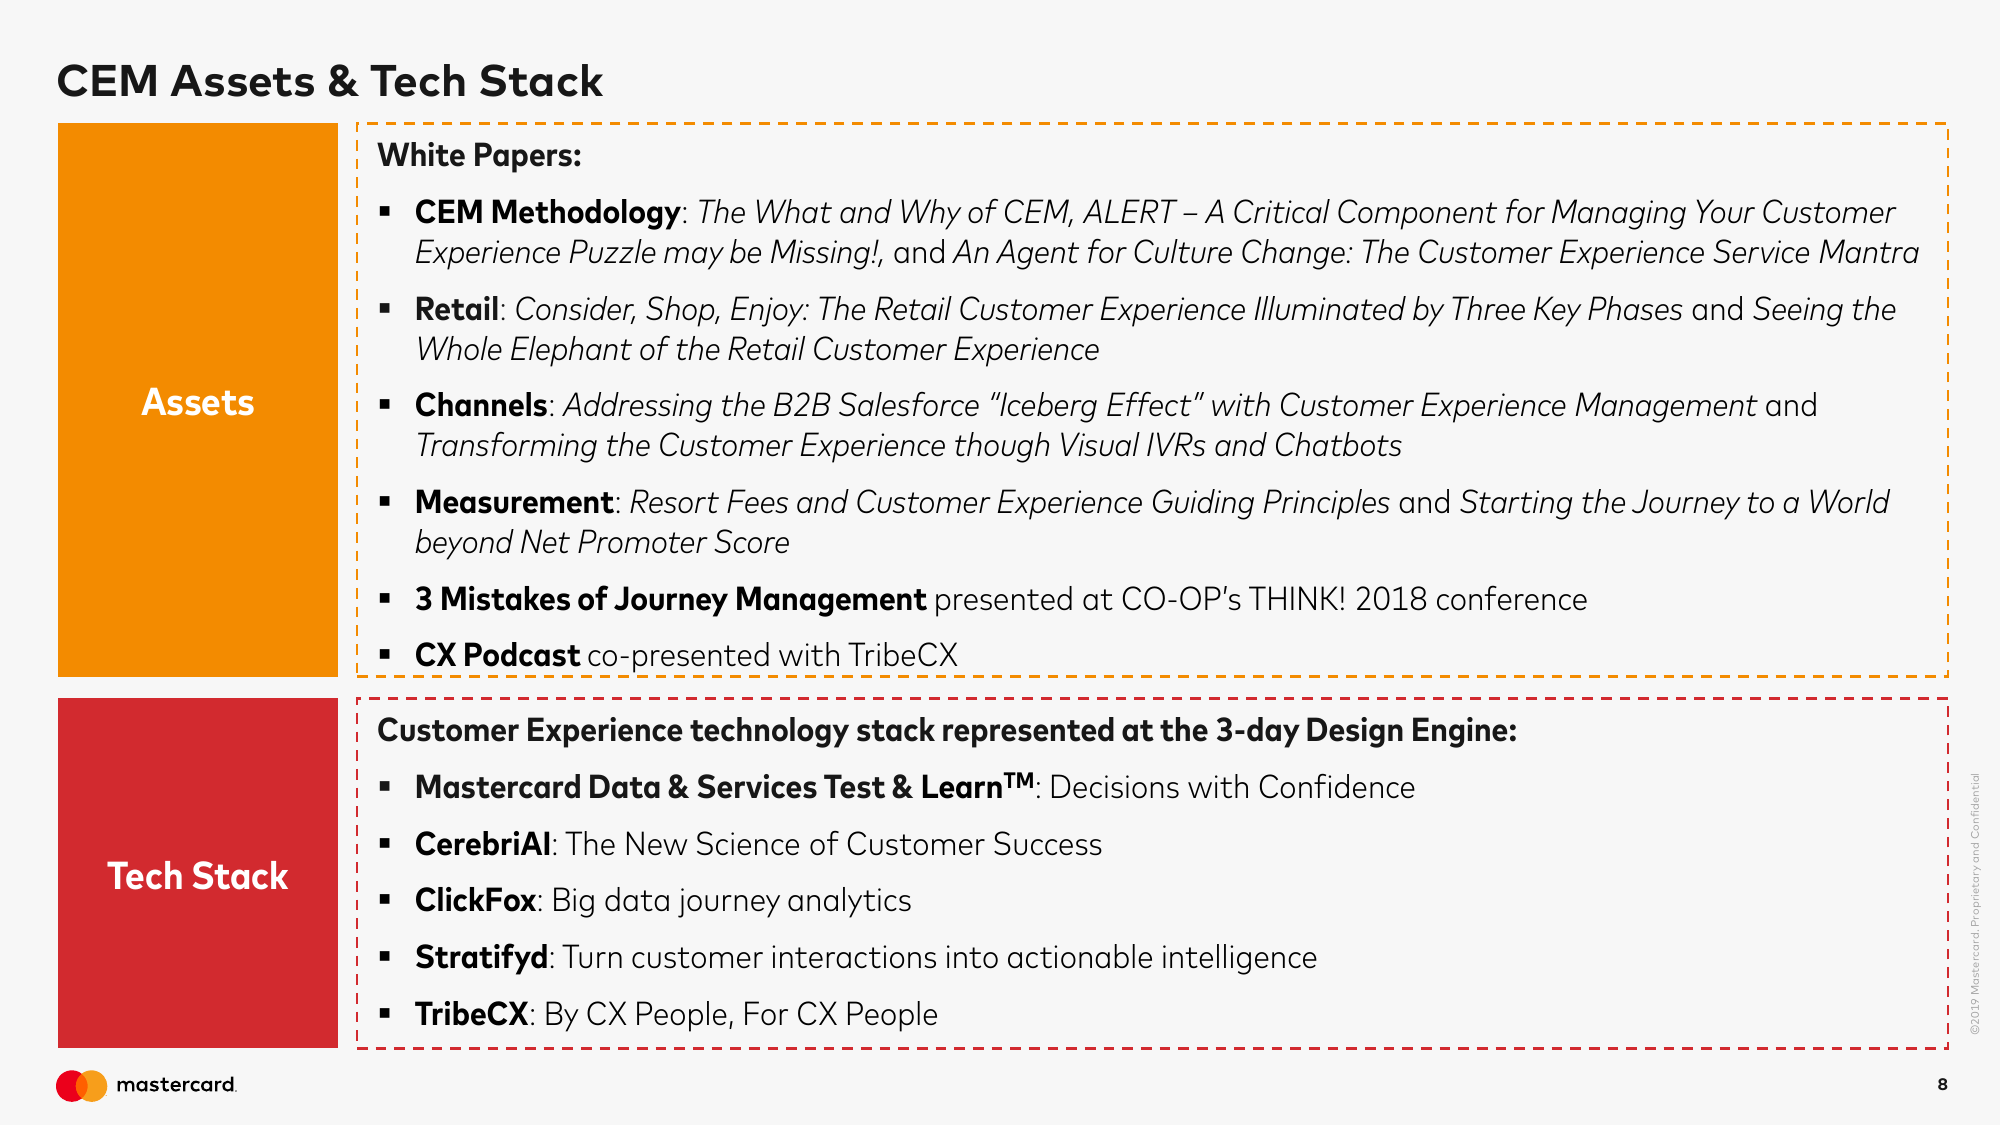 CEM Assets & Tech Stack
Assets
White Papers:
▪ CEM Methodology: The What and Why of CEM, ALERT – A Critical Component for Managing Your Customer
Experience Puzzle may be Missing!, and An Agent for Culture Change: The Customer Experience Service Mantra
▪ Retail: Consider, Shop, Enjoy: The Retail Customer Experience Illuminated by Three Key Phases and Seeing the
Whole Elephant of the Retail Customer Experience
▪ Channels: Addressing the B2B Salesforce “Iceberg Effect” with Customer Experience Management and
Transforming the Customer Experience though Visual IVRs and Chatbots
▪ Measurement: Resort Fees and Customer Experience Guiding Principles and Starting the Journey to a World
beyond Net Promoter Score
▪ 3 Mistakes of Journey Management presented at CO-OP’s THINK! 2018 conference
▪ CX Podcast co-presented with TribeCX
Tech Stack
Customer Experience technology stack represented at the 3-day Design Engine:
▪ Mastercard Data & Services Test & Learn™: Decisions with Confidence
▪ CerebriAI: The New Science of Customer Success
▪ ClickFox: Big data journey analytics
▪ Stratifyd: Turn customer interactions into actionable intelligence
▪ TribeCX: By CX People, For CX People
©2019 Mastercard. Proprietary and Confidential
mastercard.
8